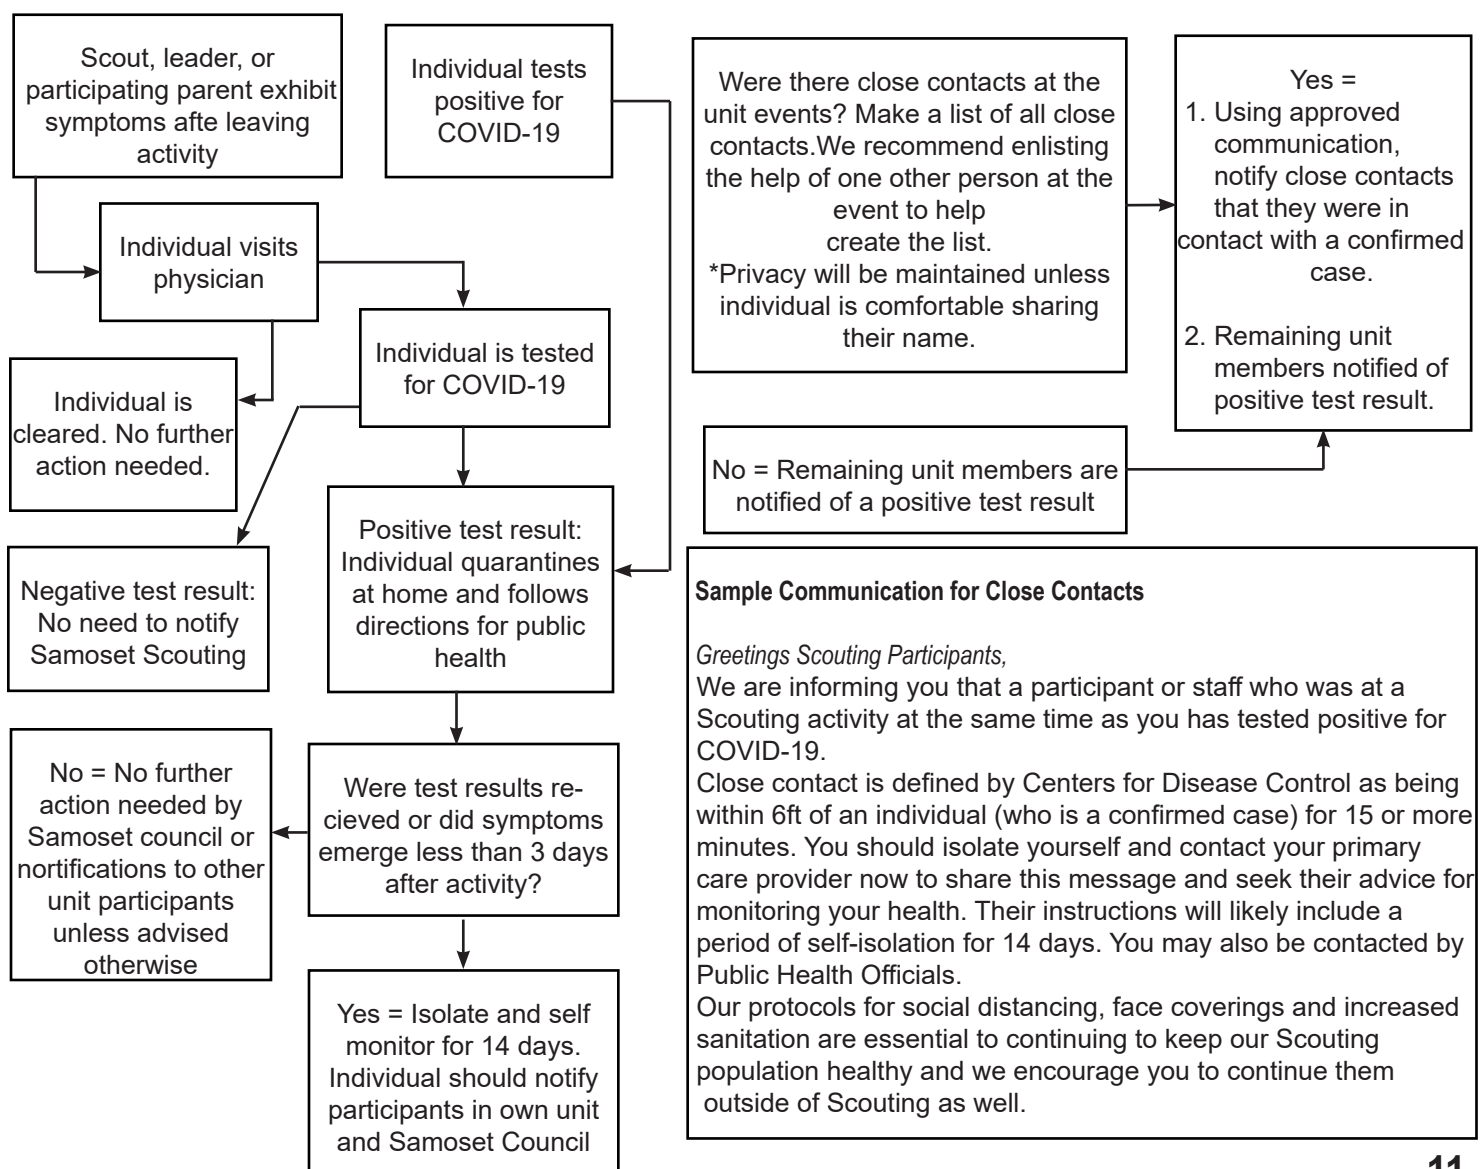 Scout, leader, or
participating parent exhibit
symptoms afte leaving
activity
Individual tests
positive for
COVID-19
Individual visits
physician
Individual is tested
for COVID-19
Individual is
cleared. No further
action needed.
Negative test result:
No need to notify
Samoset Scouting
Positive test result:
Individual quarantines
at home and follows
directions for public
health
No = No further
action needed by
Samoset council or
nortifications to other
unit participants
unless advised
otherwise
Were test results re-
cieved or did symptoms
emerge less than 3 days
after activity?
Yes = Isolate and self
monitor for 14 days.
Individual should notify
participants in own unit
and Samoset Council
Were there close contacts at the
unit events? Make a list of all close
contacts.We recommend enlisting
the help of one other person at the
event to help
create the list.
*Privacy will be maintained unless
individual is comfortable sharing
their name.
Yes =
1. Using approved
communication,
notify close contacts
that they were in
contact with a confirmed
case.
2. Remaining unit
members notified of
positive test result.
No = Remaining unit members are
notified of a positive test result
Sample Communication for Close Contacts
Greetings Scouting Participants,
We are informing you that a participant or staff who was at a
Scouting activity at the same time as you has tested positive for
COVID-19.
Close contact is defined by Centers for Disease Control as being
within 6ft of an individual (who is a confirmed case) for 15 or more
minutes. You should isolate yourself and contact your primary
care provider now to share this message and seek their advice for
monitoring your health. Their instructions will likely include a
period of self-isolation for 14 days. You may also be contacted by
Public Health Officials.
Our protocols for social distancing, face coverings and increased
sanitation are essential to continuing to keep our Scouting
population healthy and we encourage you to continue them
outside of Scouting as well.
11